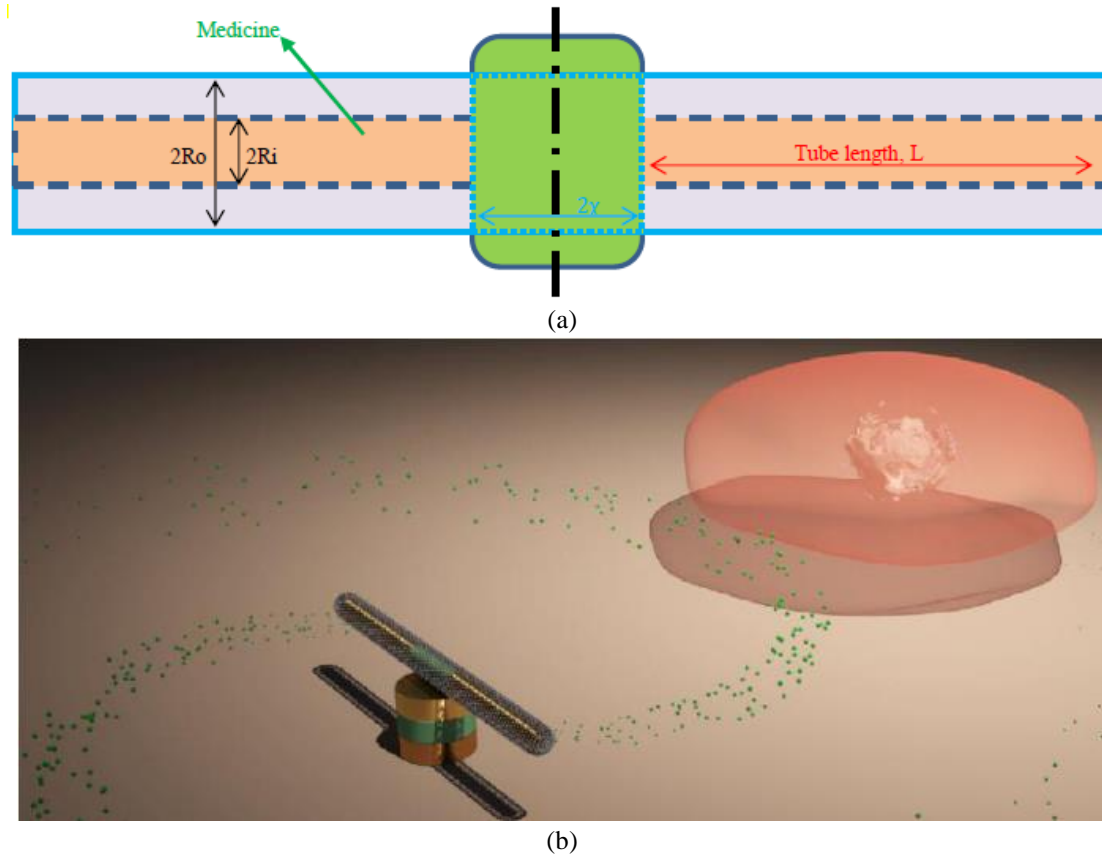 Medicine
2Ro
2Ri
2χ
Tube length, L
(a)
(b)